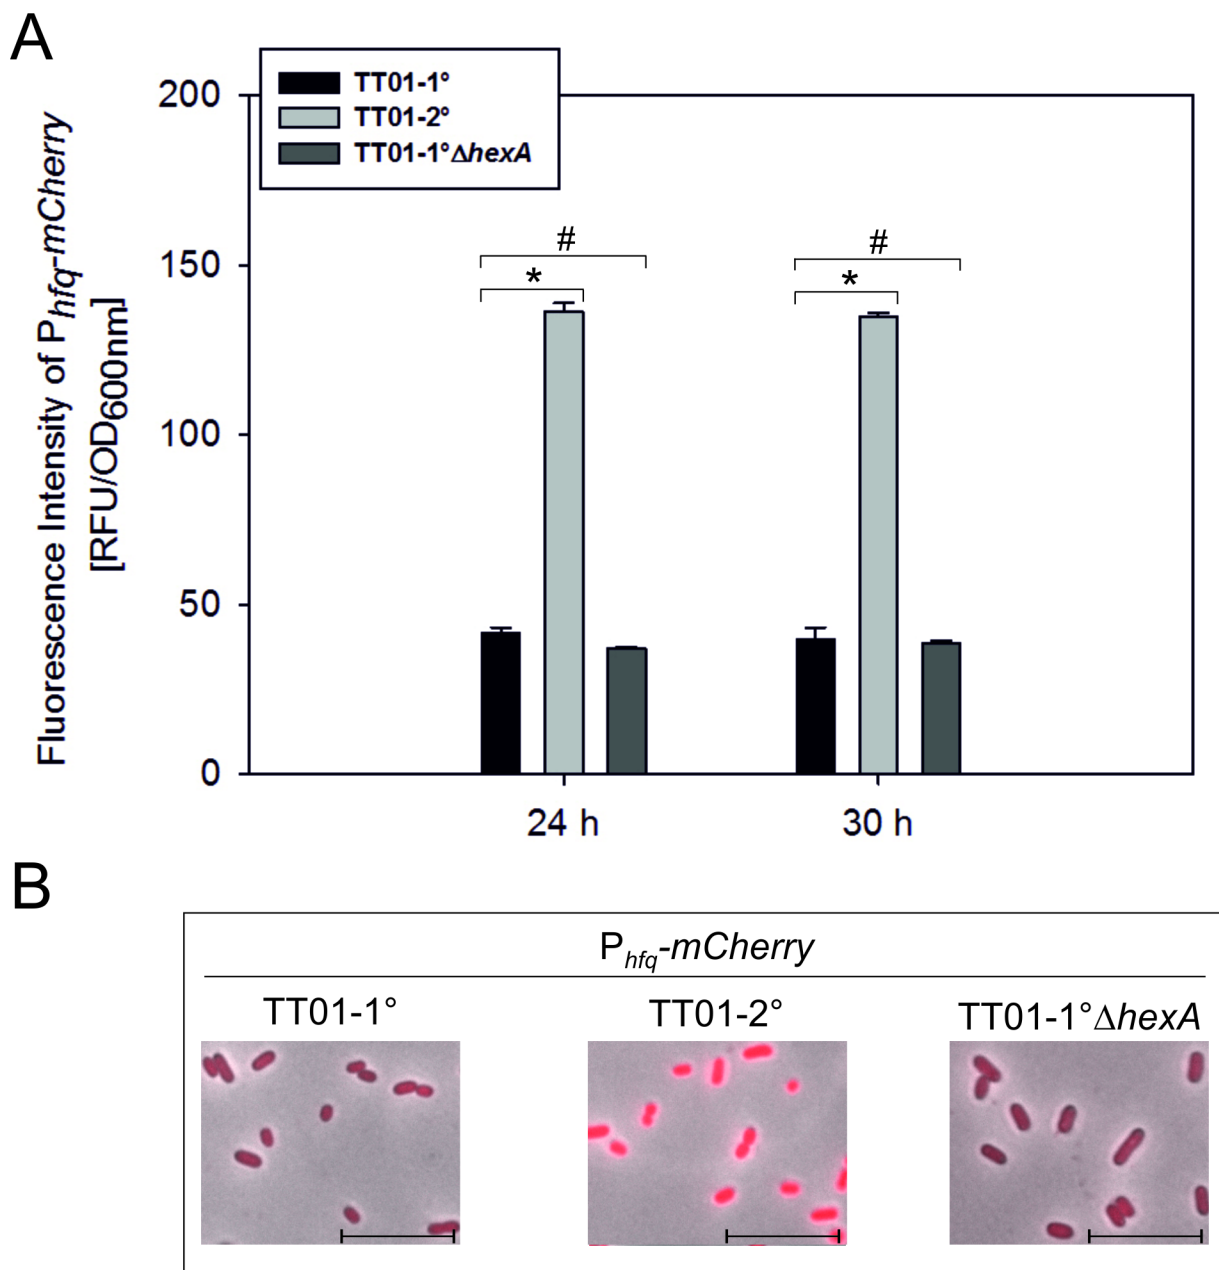 A
TT01-1°
TT01-2°
TT01-1°ΔhexA
Fluorescence Intensity of Phfq-mCherry
[RFU/OD600nm]
200
150
100
50
0
#
*
#
*
24 h
30 h
B
Phfq-mCherry
TT01-1°
TT01-2°
TT01-1°ΔhexA